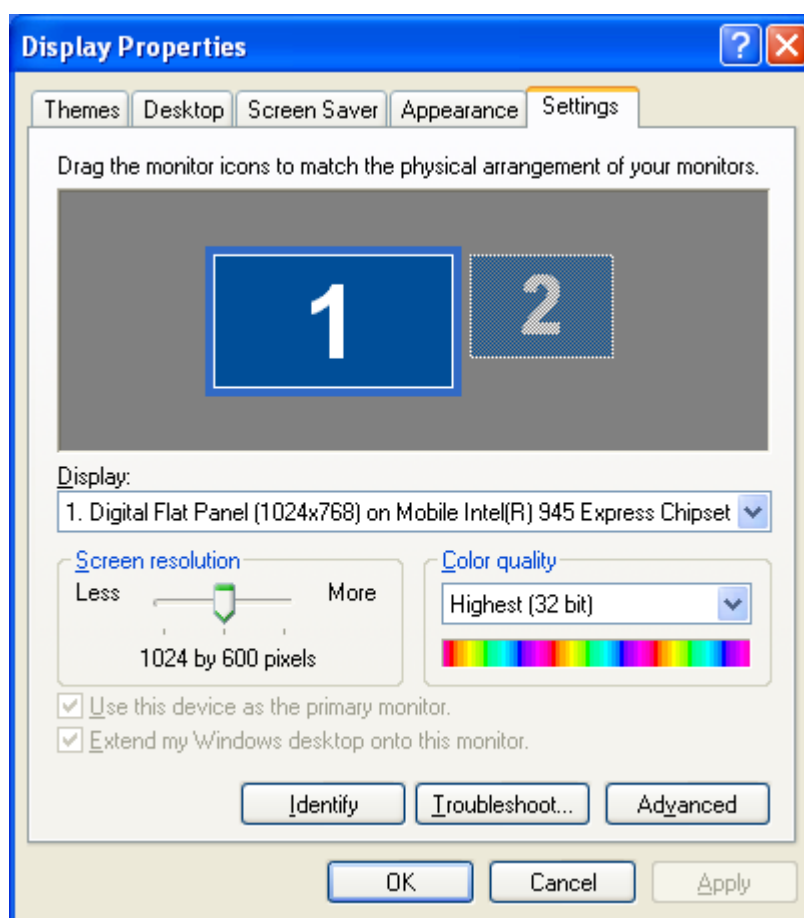 Display Properties
Themes Desktop Screen Saver Appearance Settings
Drag the monitor icons to match the physical arrangement of your monitors.
1 2
Display:
1. Digital Flat Panel (1024x768) on Mobile Intel(R) 945 Express Chipset
Screen resolution
Less More
1024 by 600 pixels
Color quality
Highest (32 bit)
Use this device as the primary monitor.
Extend my Windows desktop onto this monitor.
Identify Troubleshoot... Advanced
OK Cancel Apply